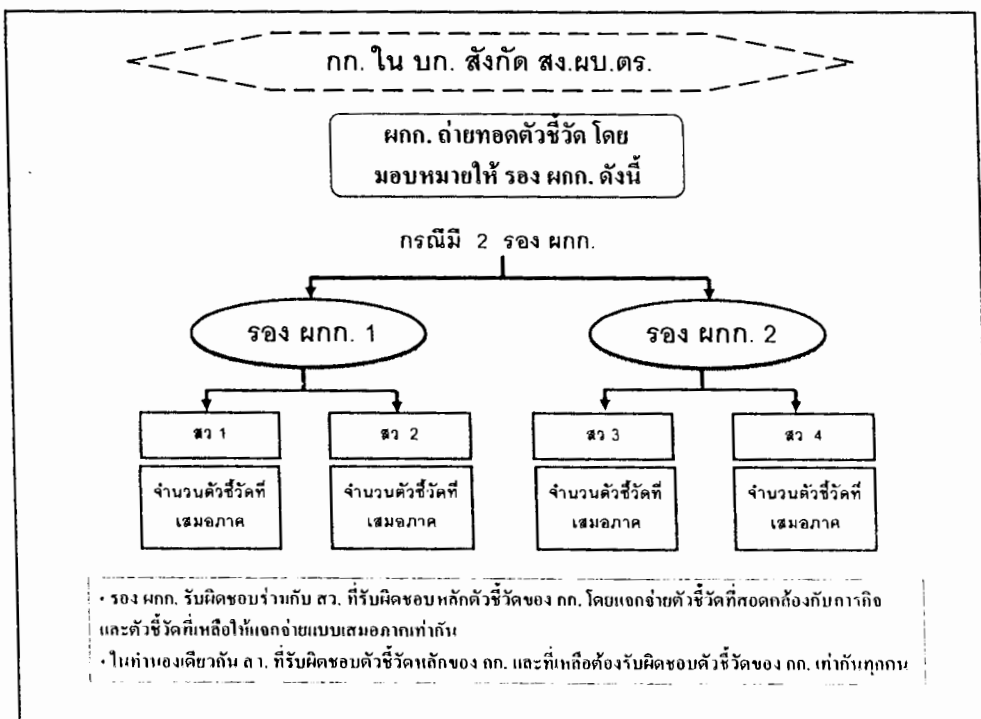 กก. ใน บก. สังกัด สง.ผบ.ตร.
ผกก. ถ่ายทอดตัวชี้วัด โดย
มอบหมายให้ รอง ผกก. ดังนี้
กรณีมี 2 รอง ผกก.
รอง ผกก. 1
รอง ผกก. 2
สว 1
สว 2
สว 3
สว 4
จำนวนตัวชี้วัดที่
เสมอภาค
จำนวนตัวชี้วัดที่
เสมอภาค
จำนวนตัวชี้วัดที่
เสมอภาค
จำนวนตัวชี้วัดที่
เสมอภาค
• รอง ผกก. รับผิดชอบร่วมกับ สว. ที่รับผิดชอบหลักตัวชี้วัดของ กก. โดยแจกจ่ายตัวชี้วัดที่สอดคล้องกับภารกิจ
และตัวชี้วัดที่เหลือให้แจกจ่ายแบบเสมอภาคเท่ากัน
• ในทำนองเดียวกัน ที่รับผิดชอบตัวชี้วัดหลักของ กก. และที่เหลือต้องรับผิดชอบตัวชี้วัดของ กก. เท่ากันทุกคน